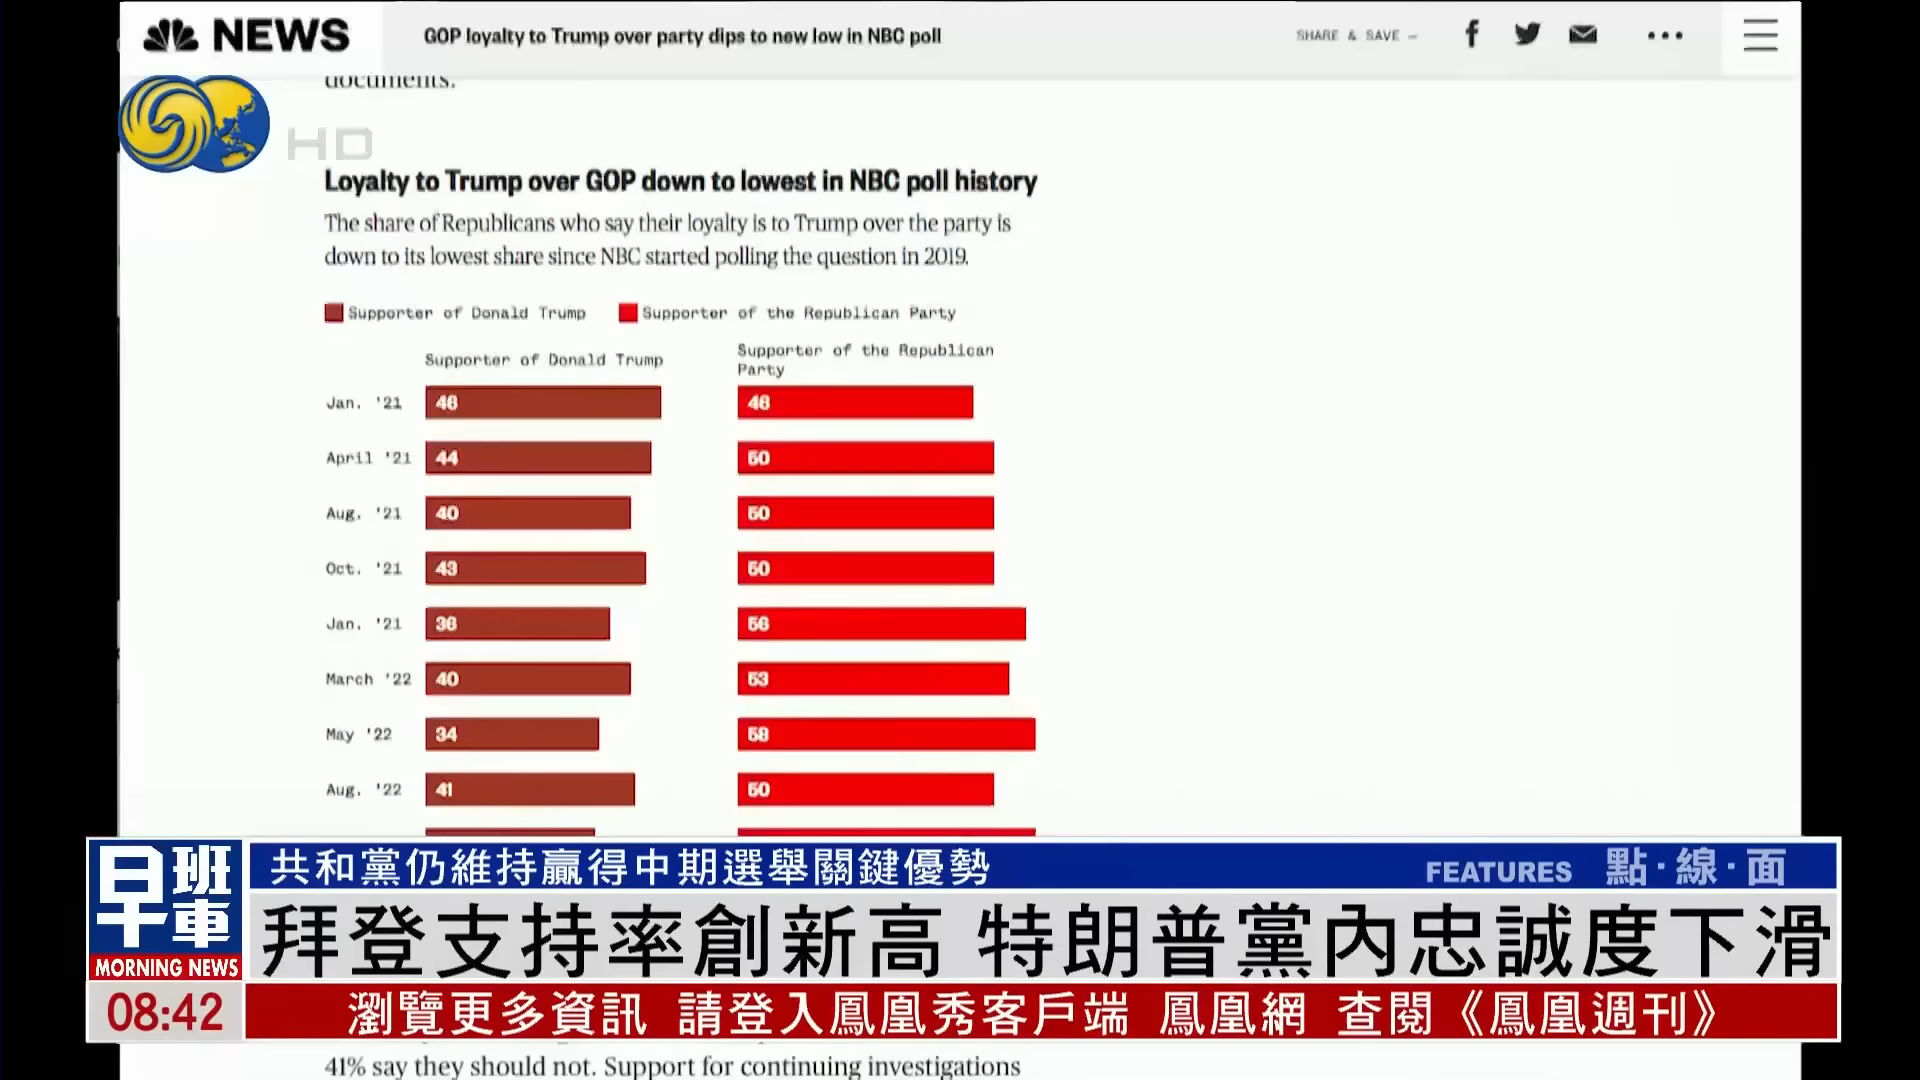 NEWS
GOP loyalty to Trump over party dips to new low in NBC poll
SHARE & SAVE —
documents.
HD
Loyalty to Trump over GOP down to lowest in NBC poll history
The share of Republicans who say their loyalty is to Trump over the party is
down to its lowest share since NBC started polling the question in 2019.
Supporter of Donald Trump
Supporter of the Republican Party
Supporter of Donald Trump
Supporter of the Republican
Party
Jan. '21 46 46
April '21 44 50
Aug. '21 40 50
Oct. '21 43 50
Jan. '21 36 56
March '22 40 53
May '22 34 58
Aug. '22 41 50
早班車
MORNING NEWS
08:42
共和黨仍維持贏得中期選舉關鍵優勢
FEATURES 點·線·面
拜登支持率創新高 特朗普黨內忠誠度下滑
瀏覽更多資訊 請登入鳳凰秀客戶端 鳳凰網 查閱《鳳凰週刊》
41% say they should not. Support for continuing investigations